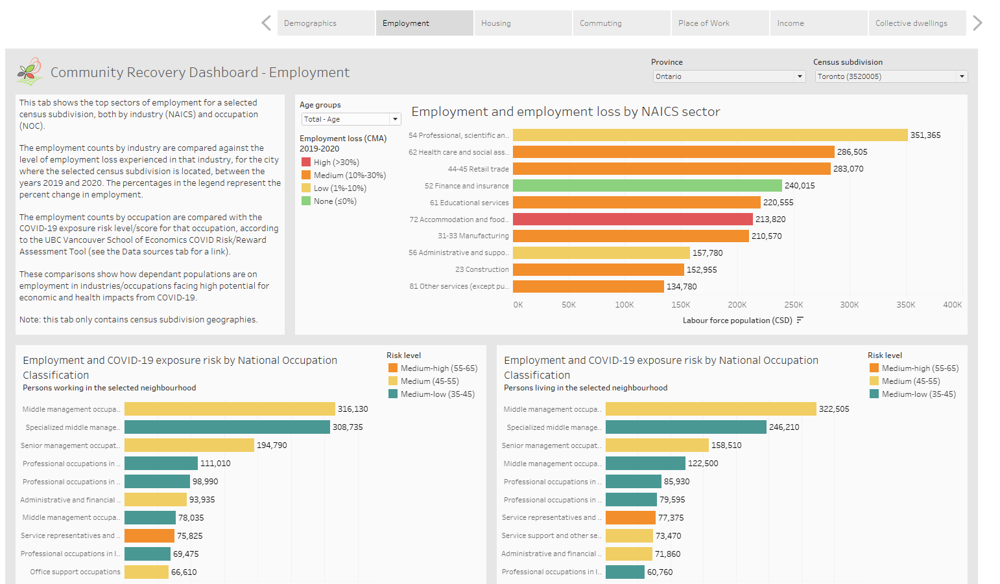 Demographics
Employment
Housing
Commuting
Place of Work
Income
Collective dwellings
Community Recovery Dashboard - Employment
Province
Ontario
Census subdivision
Toronto (3520005)
This tab shows the top sectors of employment for a selected
census subdivision, both by industry (NAICS) and occupation
(NOC).
The employment counts by industry are compared against the
level of employment loss experienced in that industry, for the city
where the selected census subdivision is located, between the
years 2019 and 2020. The percentages in the legend represent the
percent change in employment.
The employment counts by occupation are compared with the
COVID-19 exposure risk level/score for that occupation, according
to the UBC Vancouver School of Economics COVID Risk/Reward
Assessment Tool (see the Data sources tab for a link).
These comparisons show how dependant populations are on
employment in industries/occupations facing high potential for
economic and health impacts from COVID-19.
Note: this tab only contains census subdivision geographies.
Age groups
Total - Age
Employment loss (CMA)
2019-2020
High (>30%)
Medium (10%-30%)
Low (1%-10%)
None (≤0%)
Employment and employment loss by NAICS sector
54 Professional, scientific an.. 351,365
62 Health care and social ass.. 286,505
44-45 Retail trade 283,070
52 Finance and insurance 240,015
61 Educational services 220,555
72 Accommodation and food.. 213,820
31-33 Manufacturing 210,570
56 Administrative and suppo.. 157,780
23 Construction 152,955
81 Other services (except pu.. 134,780
0K 50K 100K 150K 200K 250K 300K 350K 400K
Labour force population (CSD)
Employment and COVID-19 exposure risk by National Occupation
Classification
Persons working in the selected neighbourhood
Risk level
Medium-high (55-65)
Medium (45-55)
Medium-low (35-45)
Middle management occupa.. 316,130
Specialized middle manage.. 308,735
Senior management occupat.. 194,790
Professional occupations in .. 111,010
Professional occupations in .. 98,990
Administrative and financial .. 93,935
Middle management occupa.. 78,035
Service representatives and .. 75,825
Professional occupations in l.. 69,475
Office support occupations 66,610
Employment and COVID-19 exposure risk by National Occupation
Classification
Persons living in the selected neighbourhood
Risk level
Medium-high (55-65)
Medium (45-55)
Medium-low (35-45)
Middle management occupa.. 322,505
Specialized middle manage.. 246,210
Senior management occupat.. 158,510
Middle management occupa.. 122,500
Professional occupations in .. 85,930
Professional occupations in .. 79,595
Service representatives and .. 77,375
Service support and other se.. 73,470
Administrative and financial .. 71,860
Professional occupations in l.. 60,760